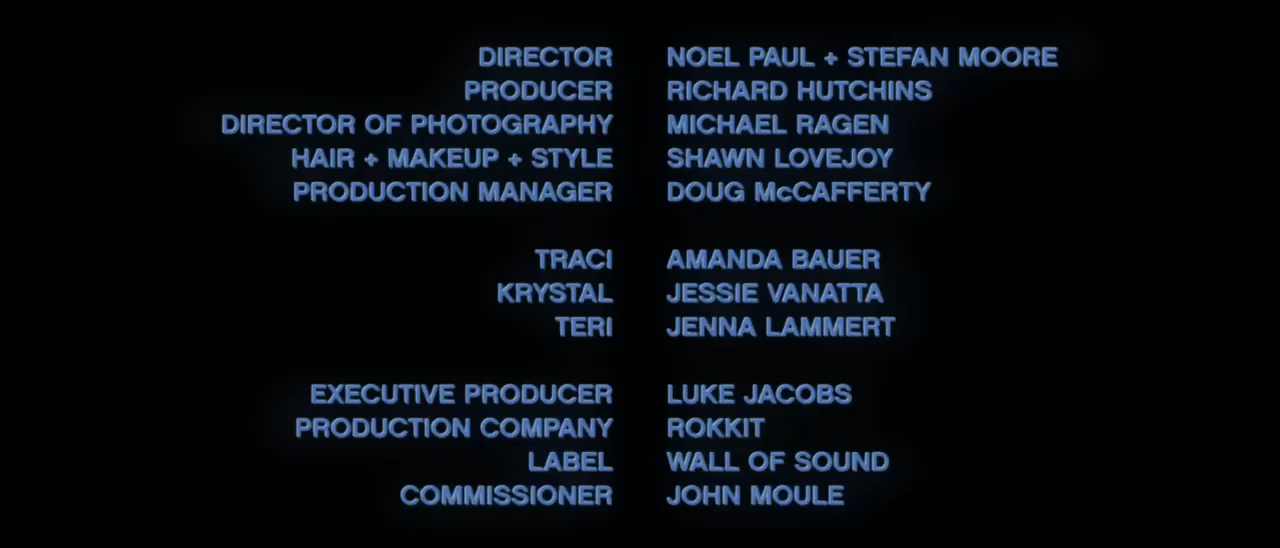 DIRECTOR NOEL PAUL + STEFAN MOORE
PRODUCER RICHARD HUTCHINS
DIRECTOR OF PHOTOGRAPHY MICHAEL RAGEN
HAIR + MAKEUP + STYLE SHAWN LOVEJOY
PRODUCTION MANAGER DOUG McCAFFERTY
TRACI AMANDA BAUER
KRYSTAL JESSIE VANATTA
TERI JENNA LAMMERT
EXECUTIVE PRODUCER LUKE JACOBS
PRODUCTION COMPANY ROKKIT
LABEL WALL OF SOUND
COMMISSIONER JOHN MOULE